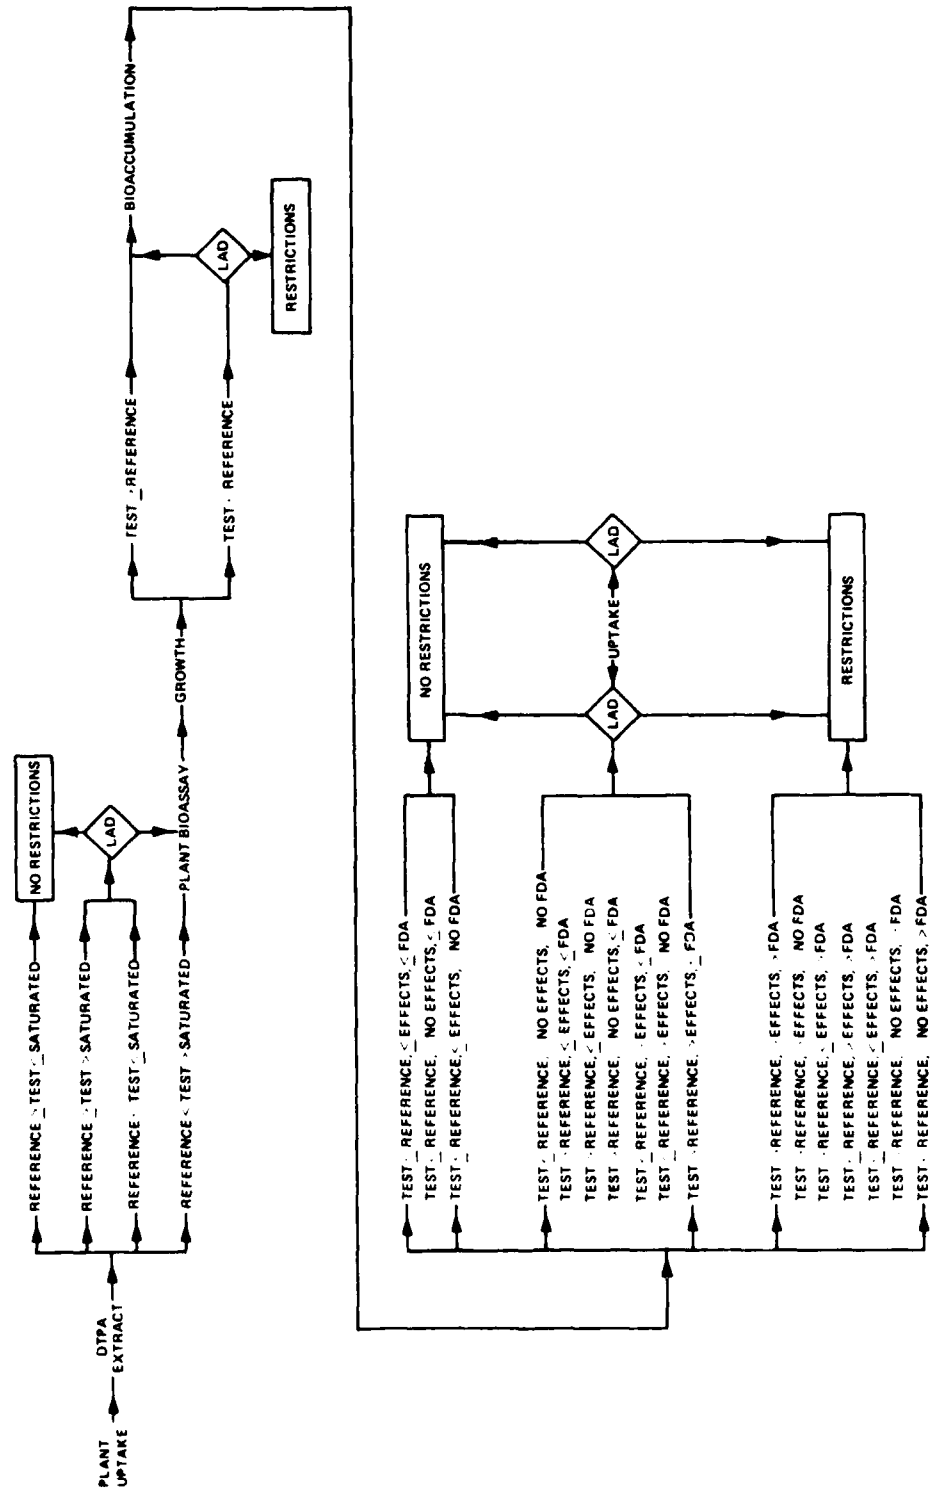 PLANT
UPTAKE
DTPA
EXTRACT
REFERENCE ≥ TEST ≤ SATURATED
REFERENCE ≥ TEST > SATURATED
REFERENCE < TEST ≤ SATURATED
REFERENCE < TEST > SATURATED
NO RESTRICTIONS
LAD
PLANT BIOASSAY
GROWTH
TEST ≥ REFERENCE
TEST REFERENCE
LAD
RESTRICTIONS
BIOACCUMULATION
TEST REFERENCE, ≤ EFFECTS, ≤ FDA
TEST REFERENCE, NO EFFECTS, ≤ FDA
TEST REFERENCE, ≤ EFFECTS, NO FDA
TEST REFERENCE, NO EFFECTS, NO FDA
TEST REFERENCE, ≤ EFFECTS, ≤ FDA
TEST REFERENCE, ≤ EFFECTS, NO FDA
TEST REFERENCE, NO EFFECTS, ≤ FDA
TEST REFERENCE, EFFECTS, ≤ FDA
TEST REFERENCE, EFFECTS, NO FDA
TEST REFERENCE, > EFFECTS, ≤ FDA
TEST REFERENCE, EFFECTS, > FDA
TEST REFERENCE, EFFECTS, NO FDA
TEST REFERENCE, ≤ EFFECTS, FDA
TEST REFERENCE, > EFFECTS, > FDA
TEST REFERENCE, ≤ EFFECTS, > FDA
TEST REFERENCE, NO EFFECTS, FDA
TEST REFERENCE, NO EFFECTS, > FDA
NO RESTRICTIONS
LAD
UPTAKE
LAD
RESTRICTIONS